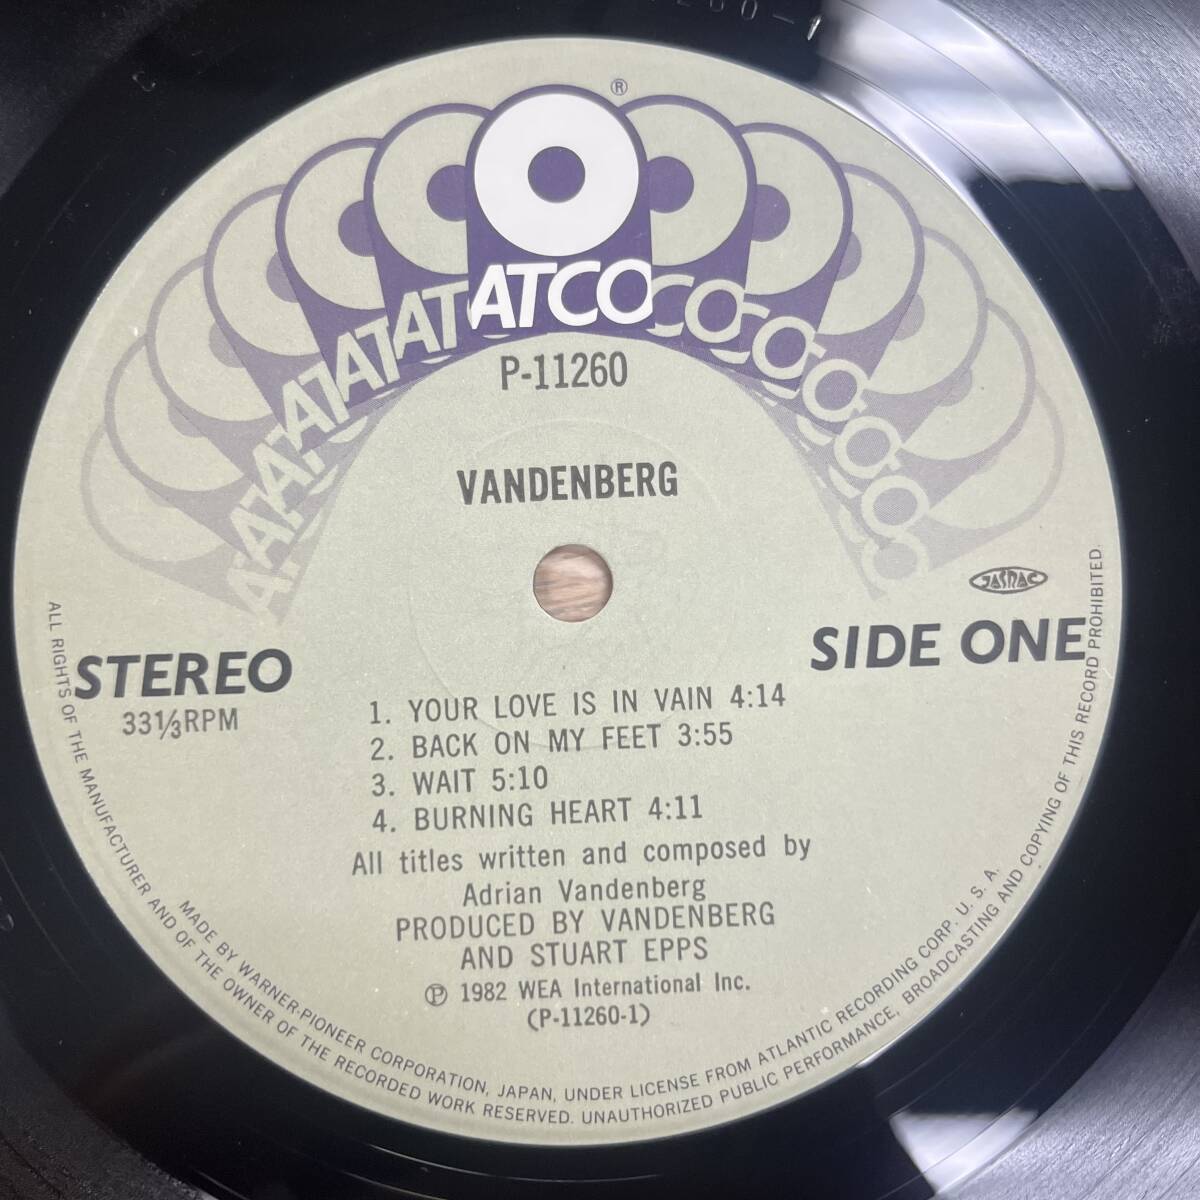 ®
ATCO
P-11260
VANDENBERG
JASRAC
STEREO
SIDE ONE
33 1/3 RPM
1. YOUR LOVE IS IN VAIN 4:14
2. BACK ON MY FEET 3:55
3. WAIT 5:10
4. BURNING HEART 4:11
All titles written and composed by
Adrian Vandenberg
PRODUCED BY VANDENBERG
AND STUART EPPS
Ⓟ 1982 WEA International Inc.
(P-11260-1)
MADE BY WARNER-PIONEER CORPORATION, JAPAN, UNDER LICENSE FROM ATLANTIC RECORDING CORP. U. S. A.
ALL RIGHTS OF THE MANUFACTURER AND OF THE OWNER OF THE RECORDED WORK RESERVED. UNAUTHORIZED PUBLIC PERFORMANCE, BROADCASTING AND COPYING OF THIS RECORD PROHIBITED.